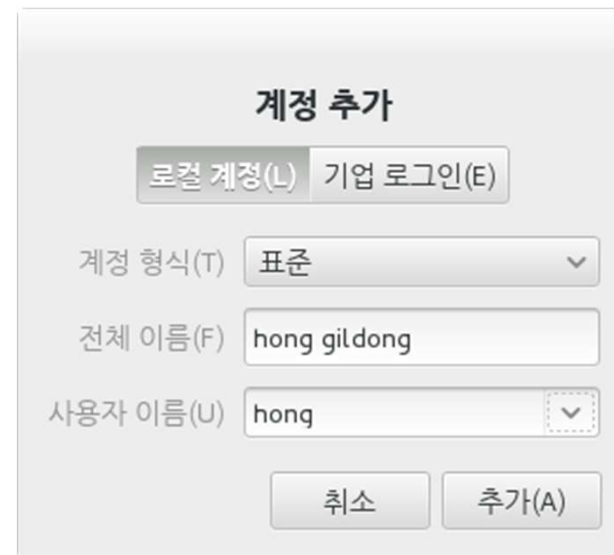 계정 추가
로컬 계정(L) 기업 로그인(E)
계정 형식(T) 표준
전체 이름(F) hong gildong
사용자 이름(U) hong
취소 추가(A)